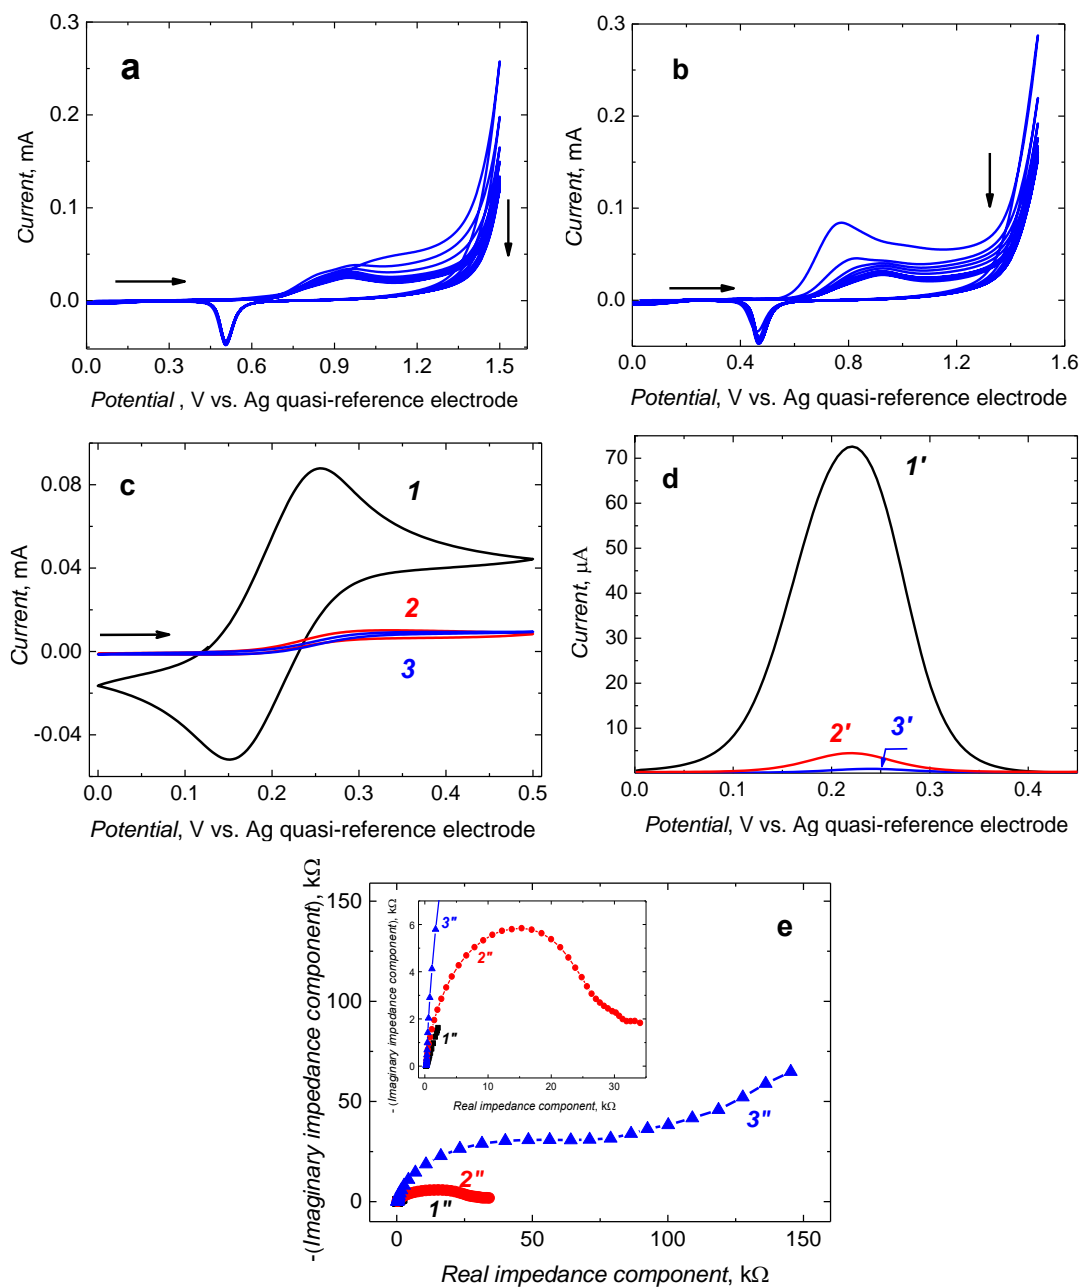 a
0.3
0.2
0.1
0.0
Current, mA
0.0 0.3 0.6 0.9 1.2 1.5
Potential , V vs. Ag quasi-reference electrode
b
0.3
0.2
0.1
0.0
Current, mA
0.0 0.4 0.8 1.2 1.6
Potential, V vs. Ag quasi-reference electrode
c
1
2
3
0.08
0.04
0.00
-0.04
Current, mA
0.0 0.1 0.2 0.3 0.4 0.5
Potential, V vs. Ag quasi-reference electrode
d
1'
2'
3'
70
60
50
40
30
20
10
Current, µA
0.0 0.1 0.2 0.3 0.4
Potential, V vs. Ag quasi-reference electrode
e
150
100
50
0
-(Imaginary impedance component), kΩ
0 50 100 150
Real impedance component, kΩ
1"
2"
3"
6
4
2
0
- (Imaginary impedance component), kΩ
0 10 20 30
Real impedance component, kΩ
3"
2"
1"